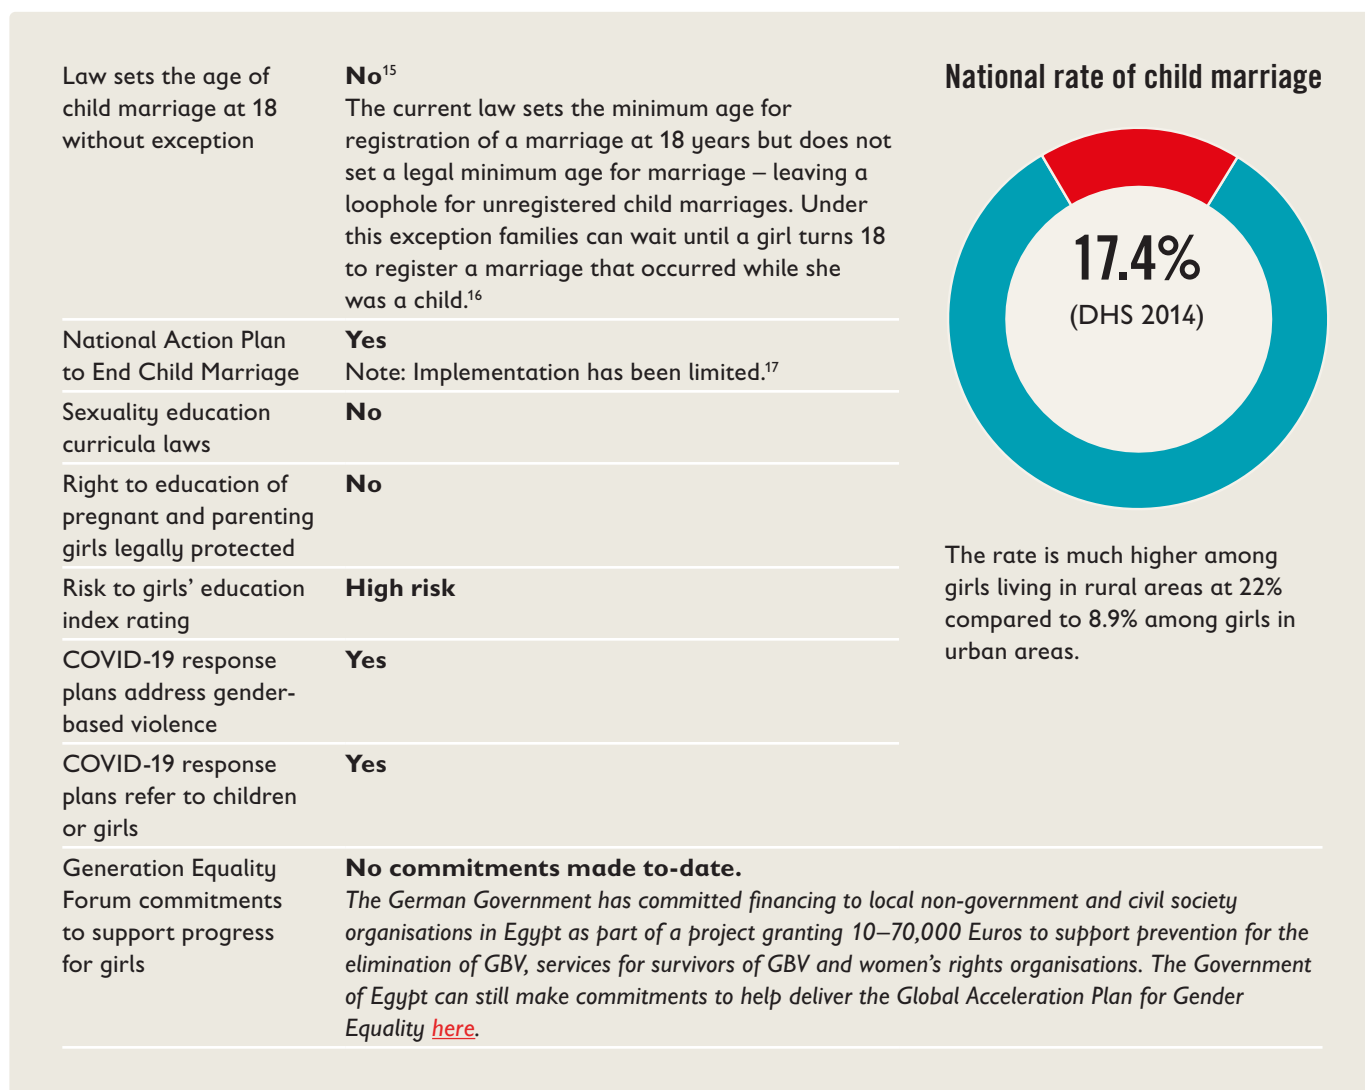 Law sets the age of
child marriage at 18
without exception
No15
The current law sets the minimum age for
registration of a marriage at 18 years but does not
set a legal minimum age for marriage – leaving a
loophole for unregistered child marriages. Under
this exception families can wait until a girl turns 18
to register a marriage that occurred while she
was a child.16
National Action Plan
to End Child Marriage
Yes
Note: Implementation has been limited.17
Sexuality education
curricula laws
No
Right to education of
pregnant and parenting
girls legally protected
No
Risk to girls’ education
index rating
High risk
COVID-19 response
plans address gender-
based violence
Yes
COVID-19 response
plans refer to children
or girls
Yes
Generation Equality
Forum commitments
to support progress
for girls
No commitments made to-date.
The German Government has committed financing to local non-government and civil society
organisations in Egypt as part of a project granting 10–70,000 Euros to support prevention for the
elimination of GBV, services for survivors of GBV and women’s rights organisations. The Government
of Egypt can still make commitments to help deliver the Global Acceleration Plan for Gender
Equality here.
National rate of child marriage
17.4%
(DHS 2014)
The rate is much higher among
girls living in rural areas at 22%
compared to 8.9% among girls in
urban areas.